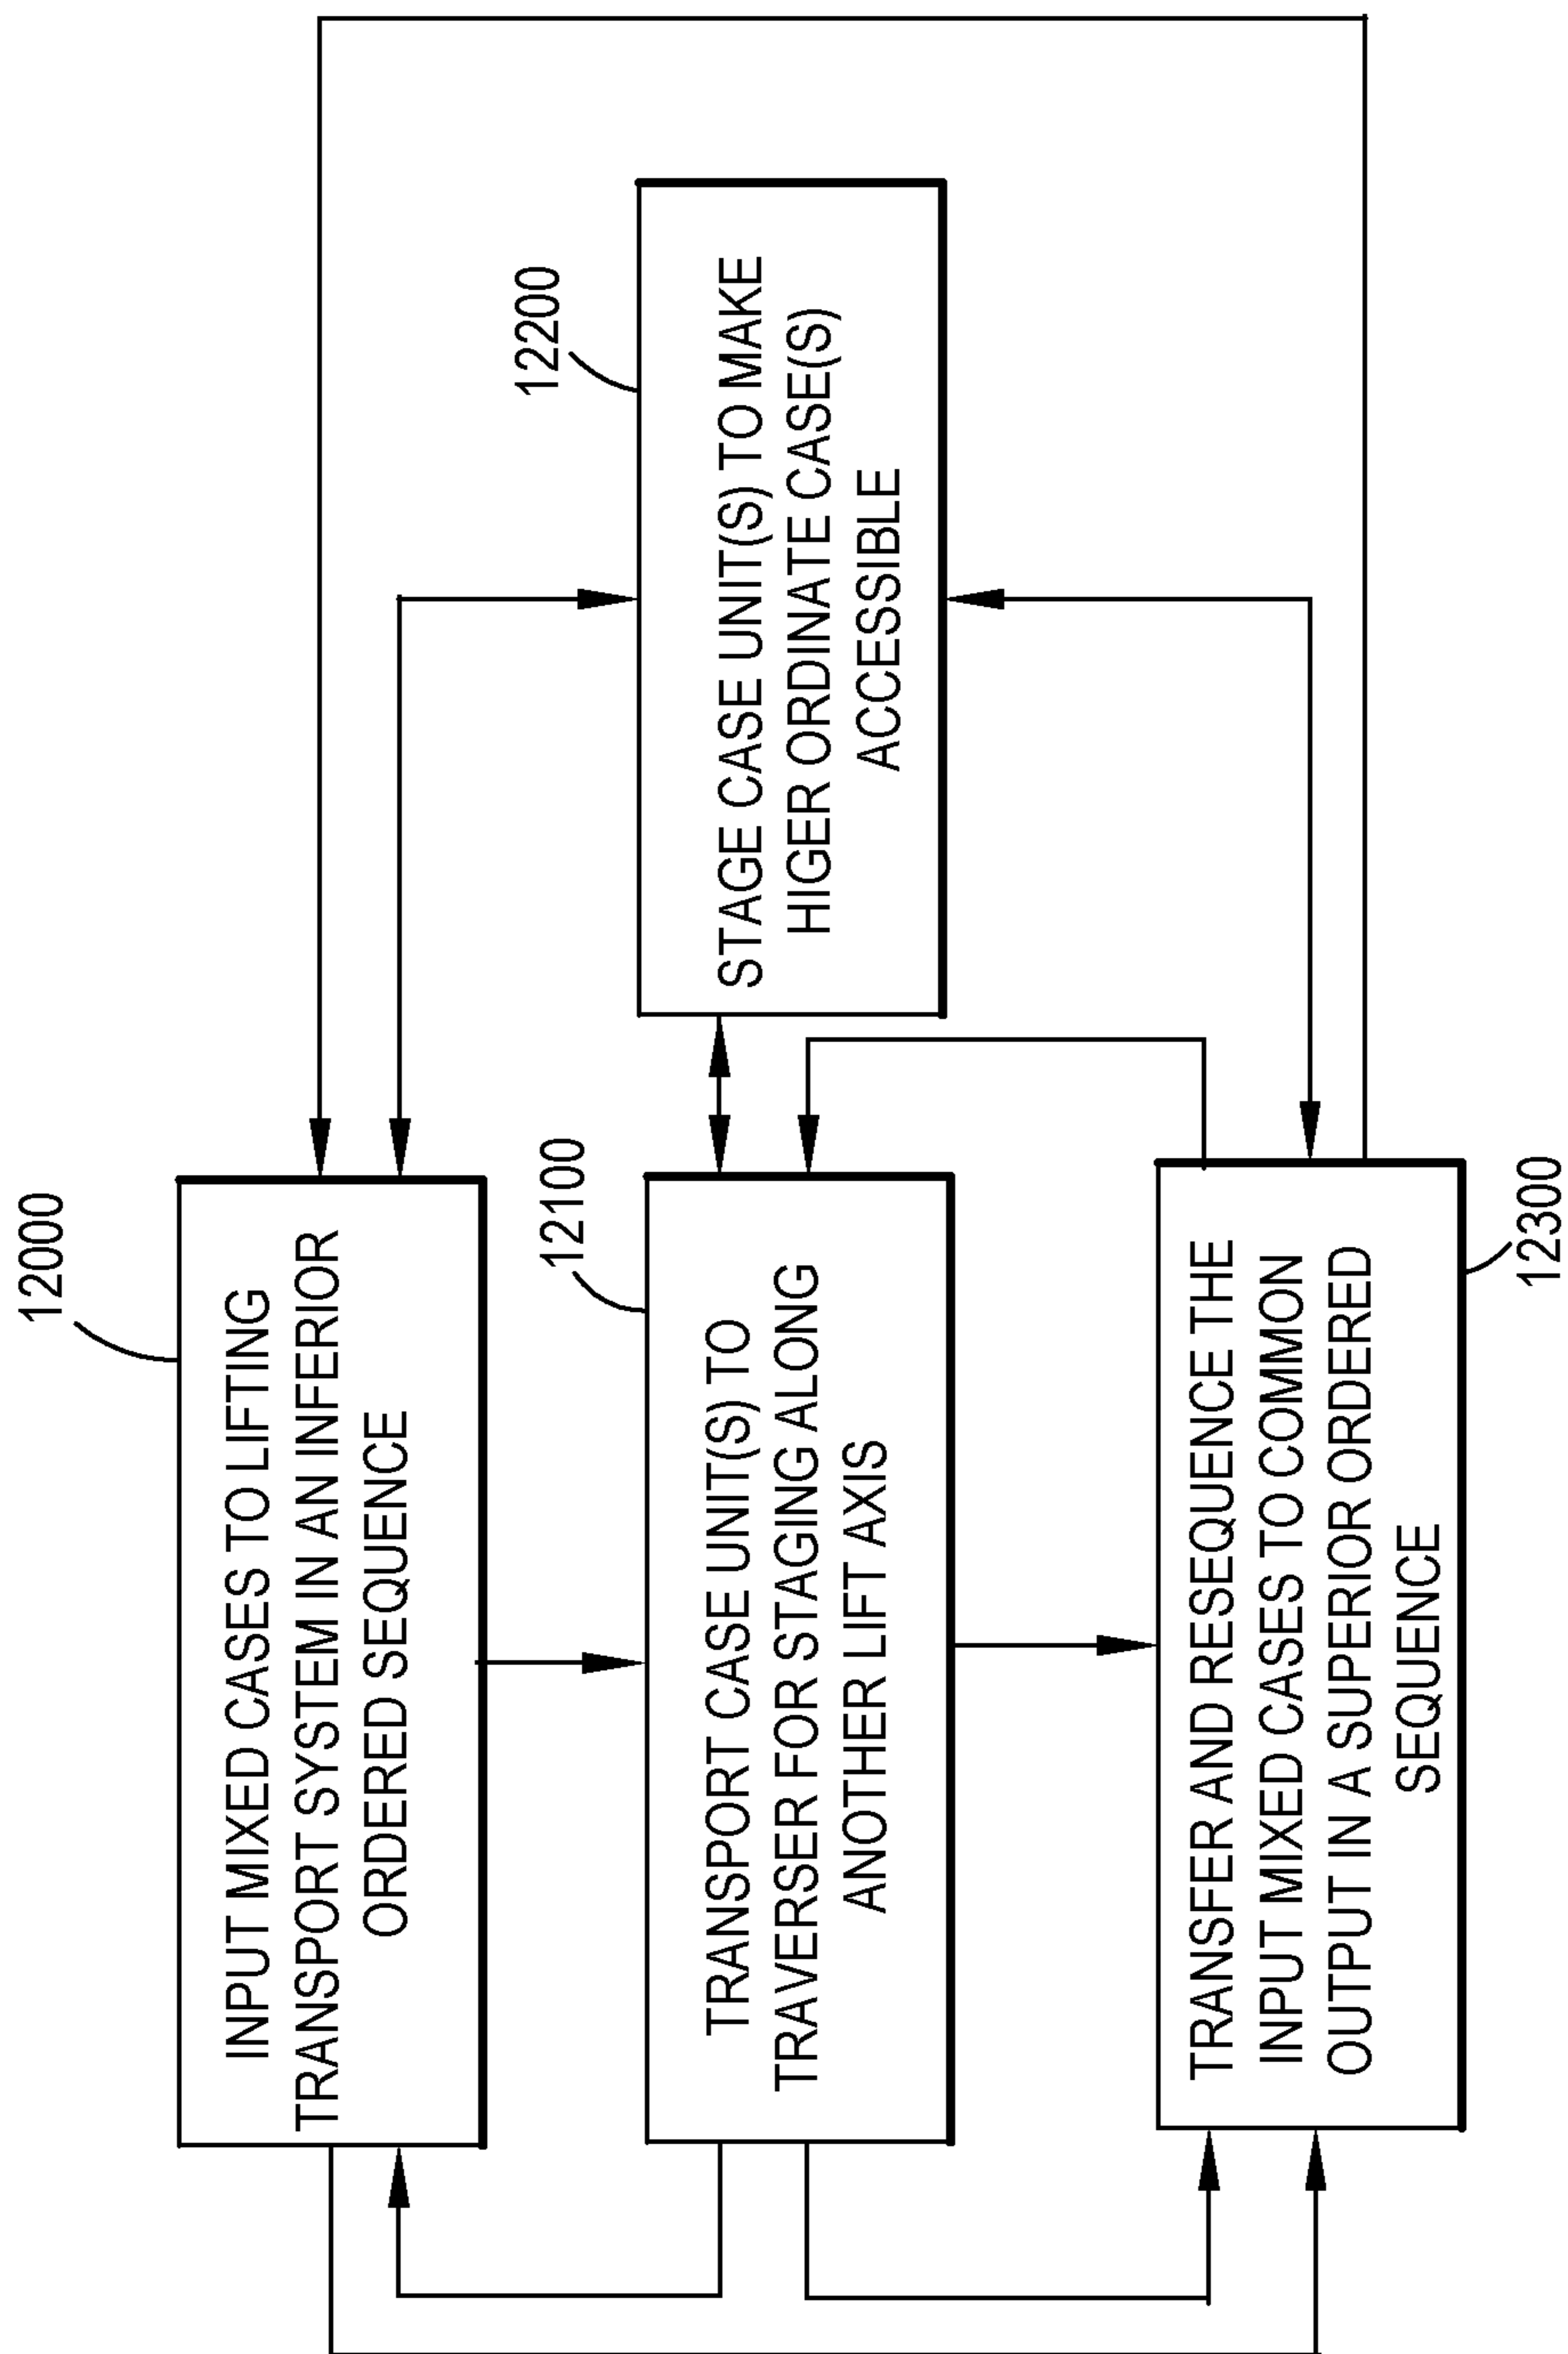 12000
INPUT MIXED CASES TO LIFTING
TRANSPORT SYSTEM IN AN INFERIOR
ORDERED SEQUENCE
12100
TRANSPORT CASE UNIT(S) TO
TRAVERSER FOR STAGING ALONG
ANOTHER LIFT AXIS
12200
STAGE CASE UNIT(S) TO MAKE
HIGER ORDINATE CASE(S)
ACCESSIBLE
TRANSFER AND RESEQUENCE THE
INPUT MIXED CASES TO COMMON
OUTPUT IN A SUPERIOR ORDERED
SEQUENCE
12300